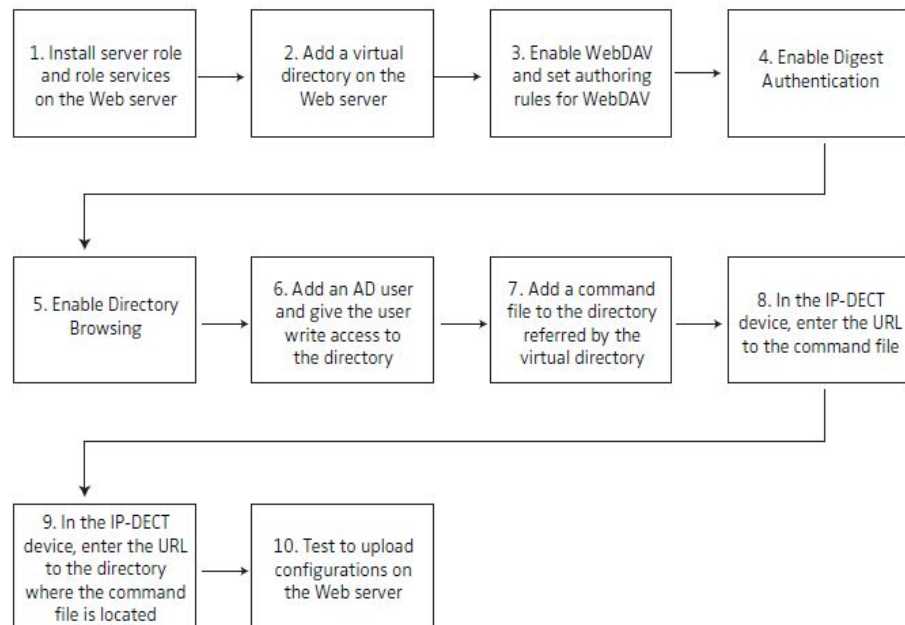 1. Install server role
and role services
on the Web server
2. Add a virtual
directory on the
Web server
3. Enable WebDAV
and set authoring
rules for WebDAV
4. Enable Digest
Authentication
5. Enable Directory
Browsing
6. Add an AD user
and give the user
write access to
the directory
7. Add a command
file to the directory
referred by the
virtual directory
8. In the IP-DECT
device, enter the URL
to the command file
9. In the IP-DECT
device, enter the URL
to the directory
where the command
file is located
10. Test to upload
configurations on
the Web server